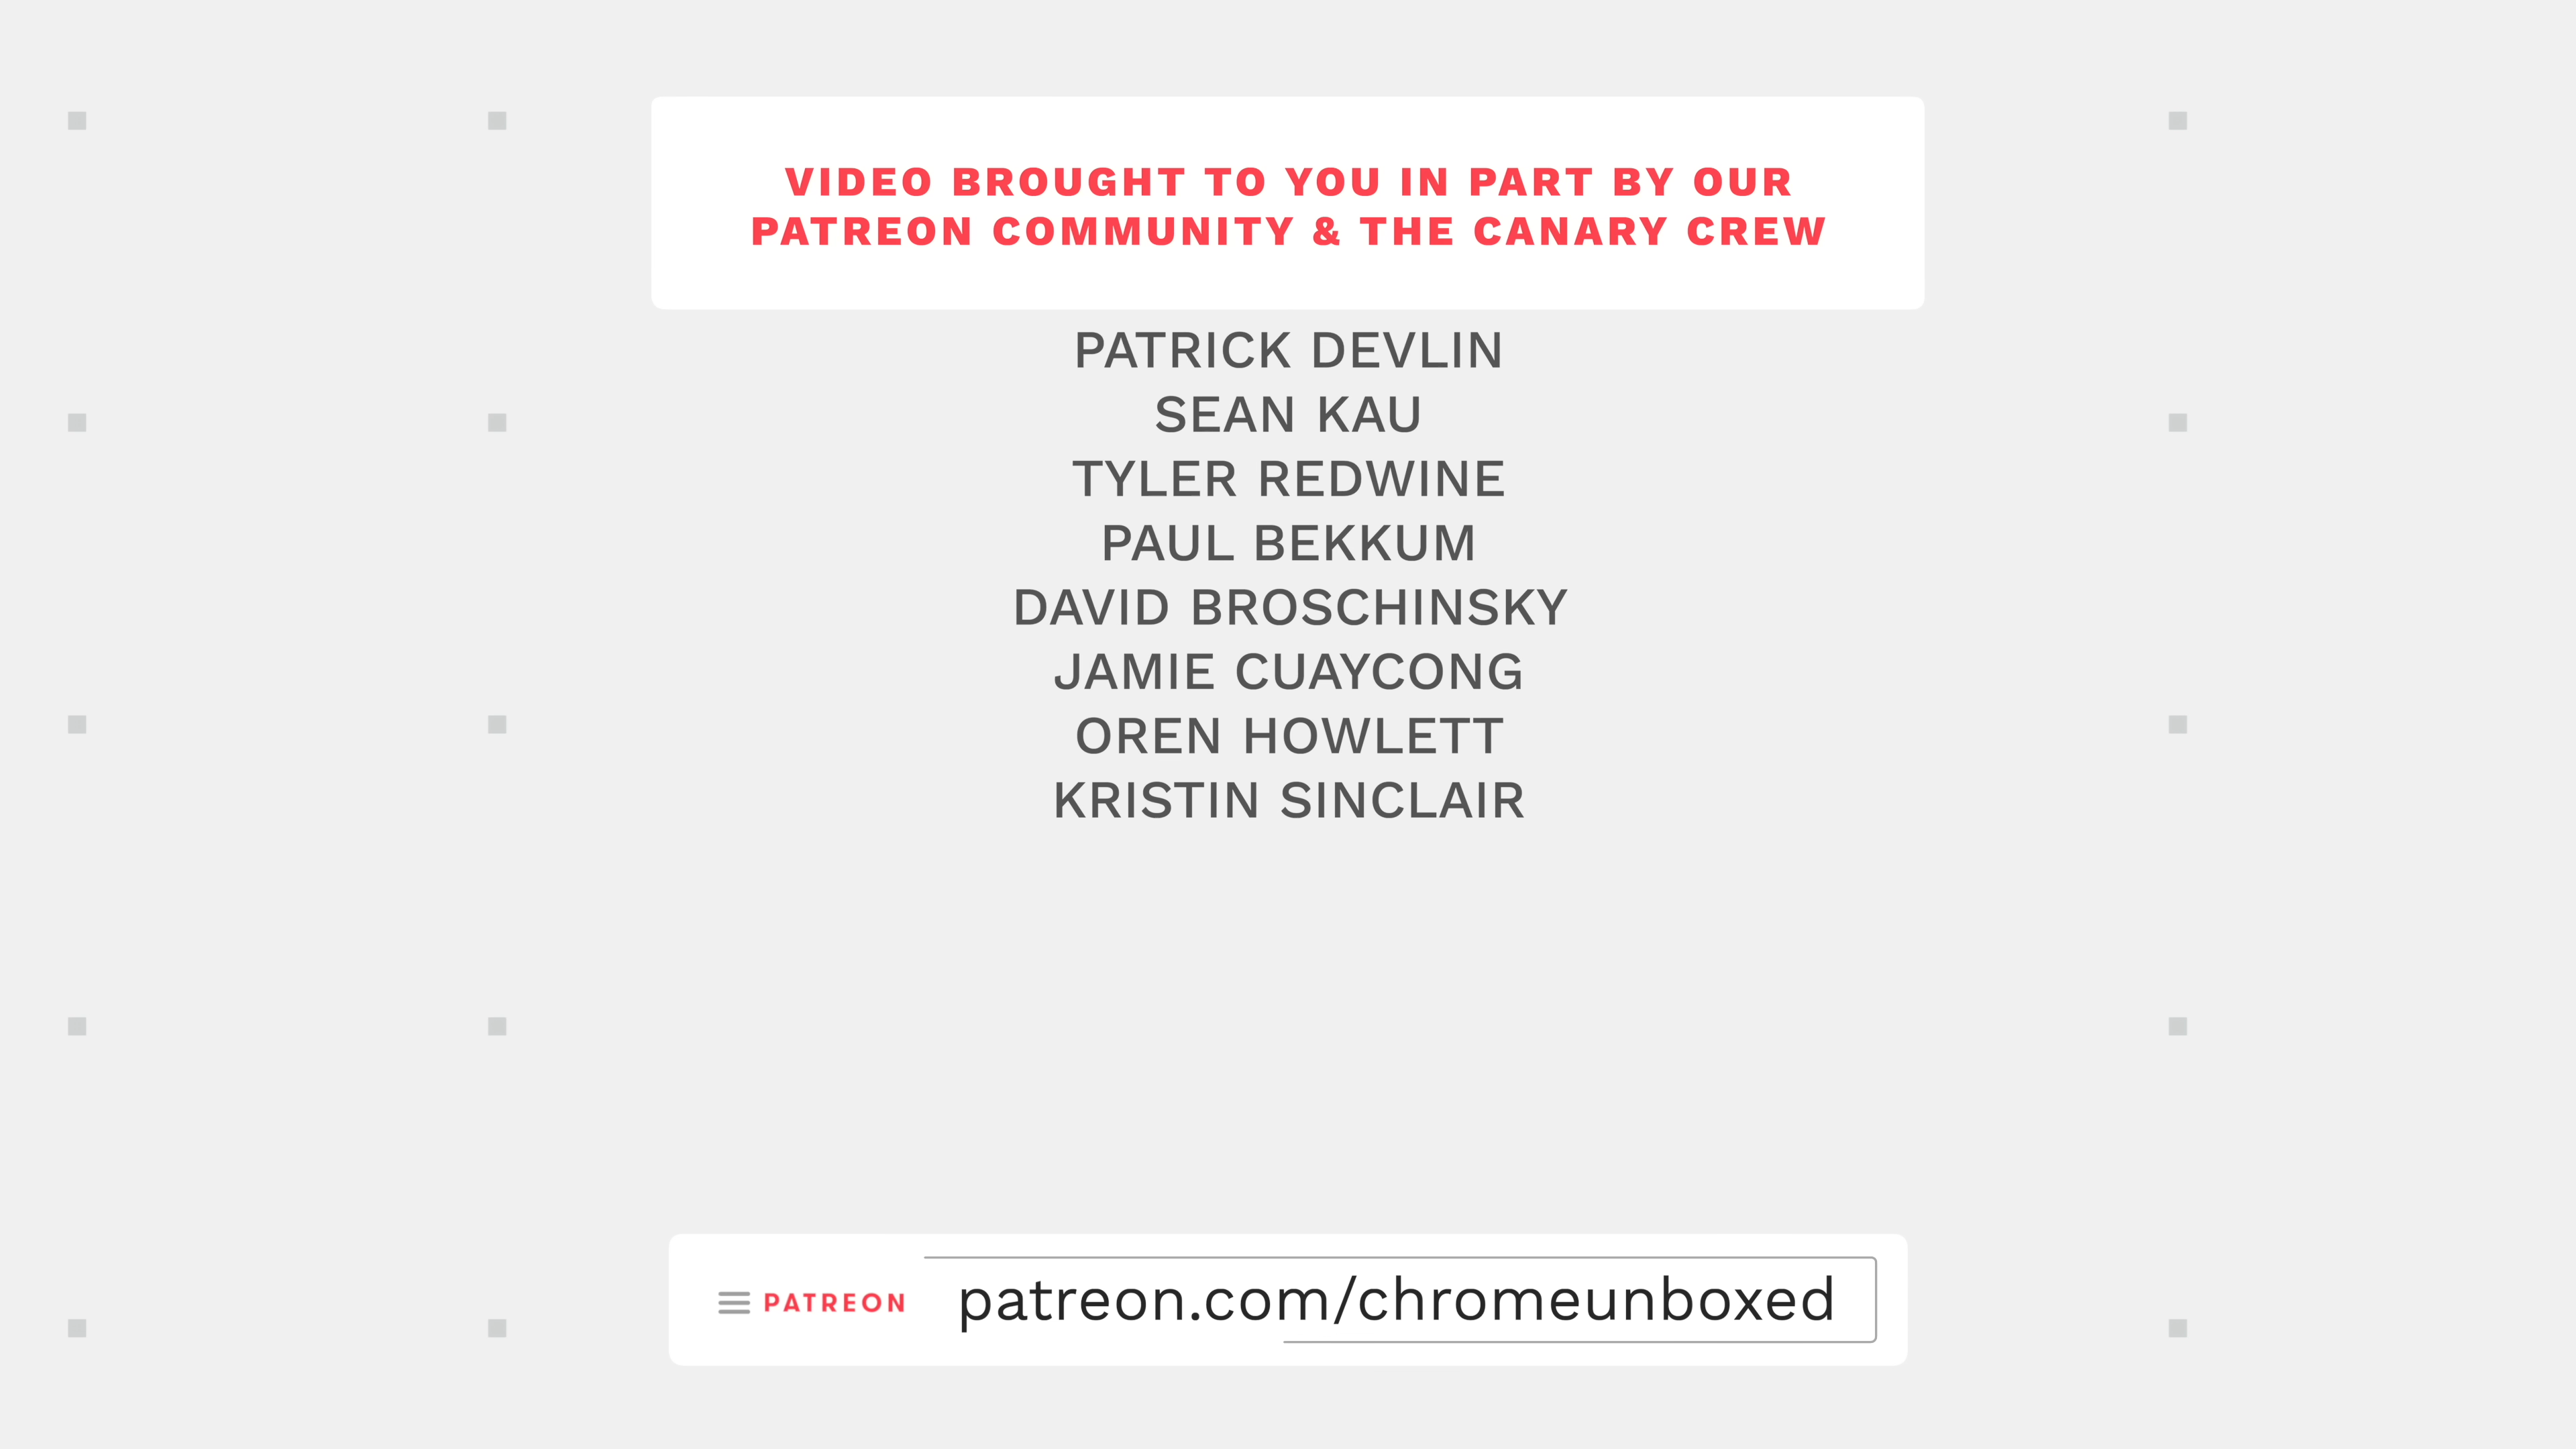 VIDEO BROUGHT TO YOU IN PART BY OUR
PATREON COMMUNITY & THE CANARY CREW
PATRICK DEVLIN
SEAN KAU
TYLER REDWINE
PAUL BEKKUM
DAVID BROSCHINSKY
JAMIE CUAYCONG
OREN HOWLETT
KRISTIN SINCLAIR
PATREON patreon.com/chromeunboxed